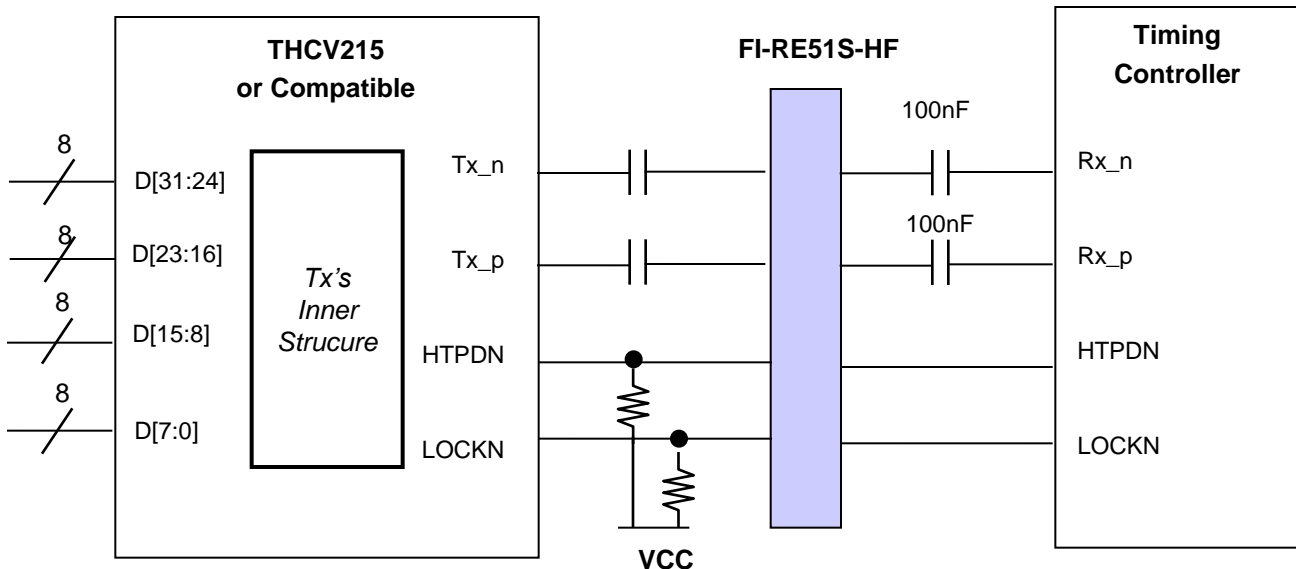 THCV215
or Compatible
8
D[31:24]
8
D[23:16]
8
D[15:8]
8
D[7:0]
Tx's
Inner
Strucure
Tx_n
Tx_p
HTPDN
LOCKN
VCC
FI-RE51S-HF
100nF
100nF
Timing
Controller
Rx_n
Rx_p
HTPDN
LOCKN